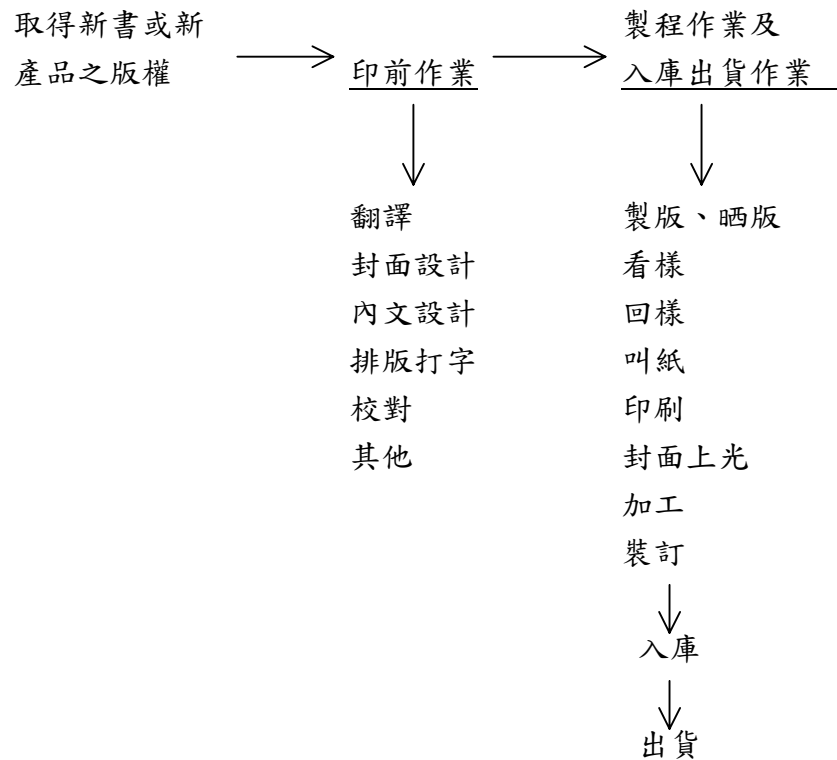 取得新書或新
產品之版權
印前作業
製程作業及
入庫出貨作業
翻譯
封面設計
內文設計
排版打字
校對
其他
製版、晒版
看樣
回樣
叫紙
印刷
封面上光
加工
裝訂
入庫
出貨